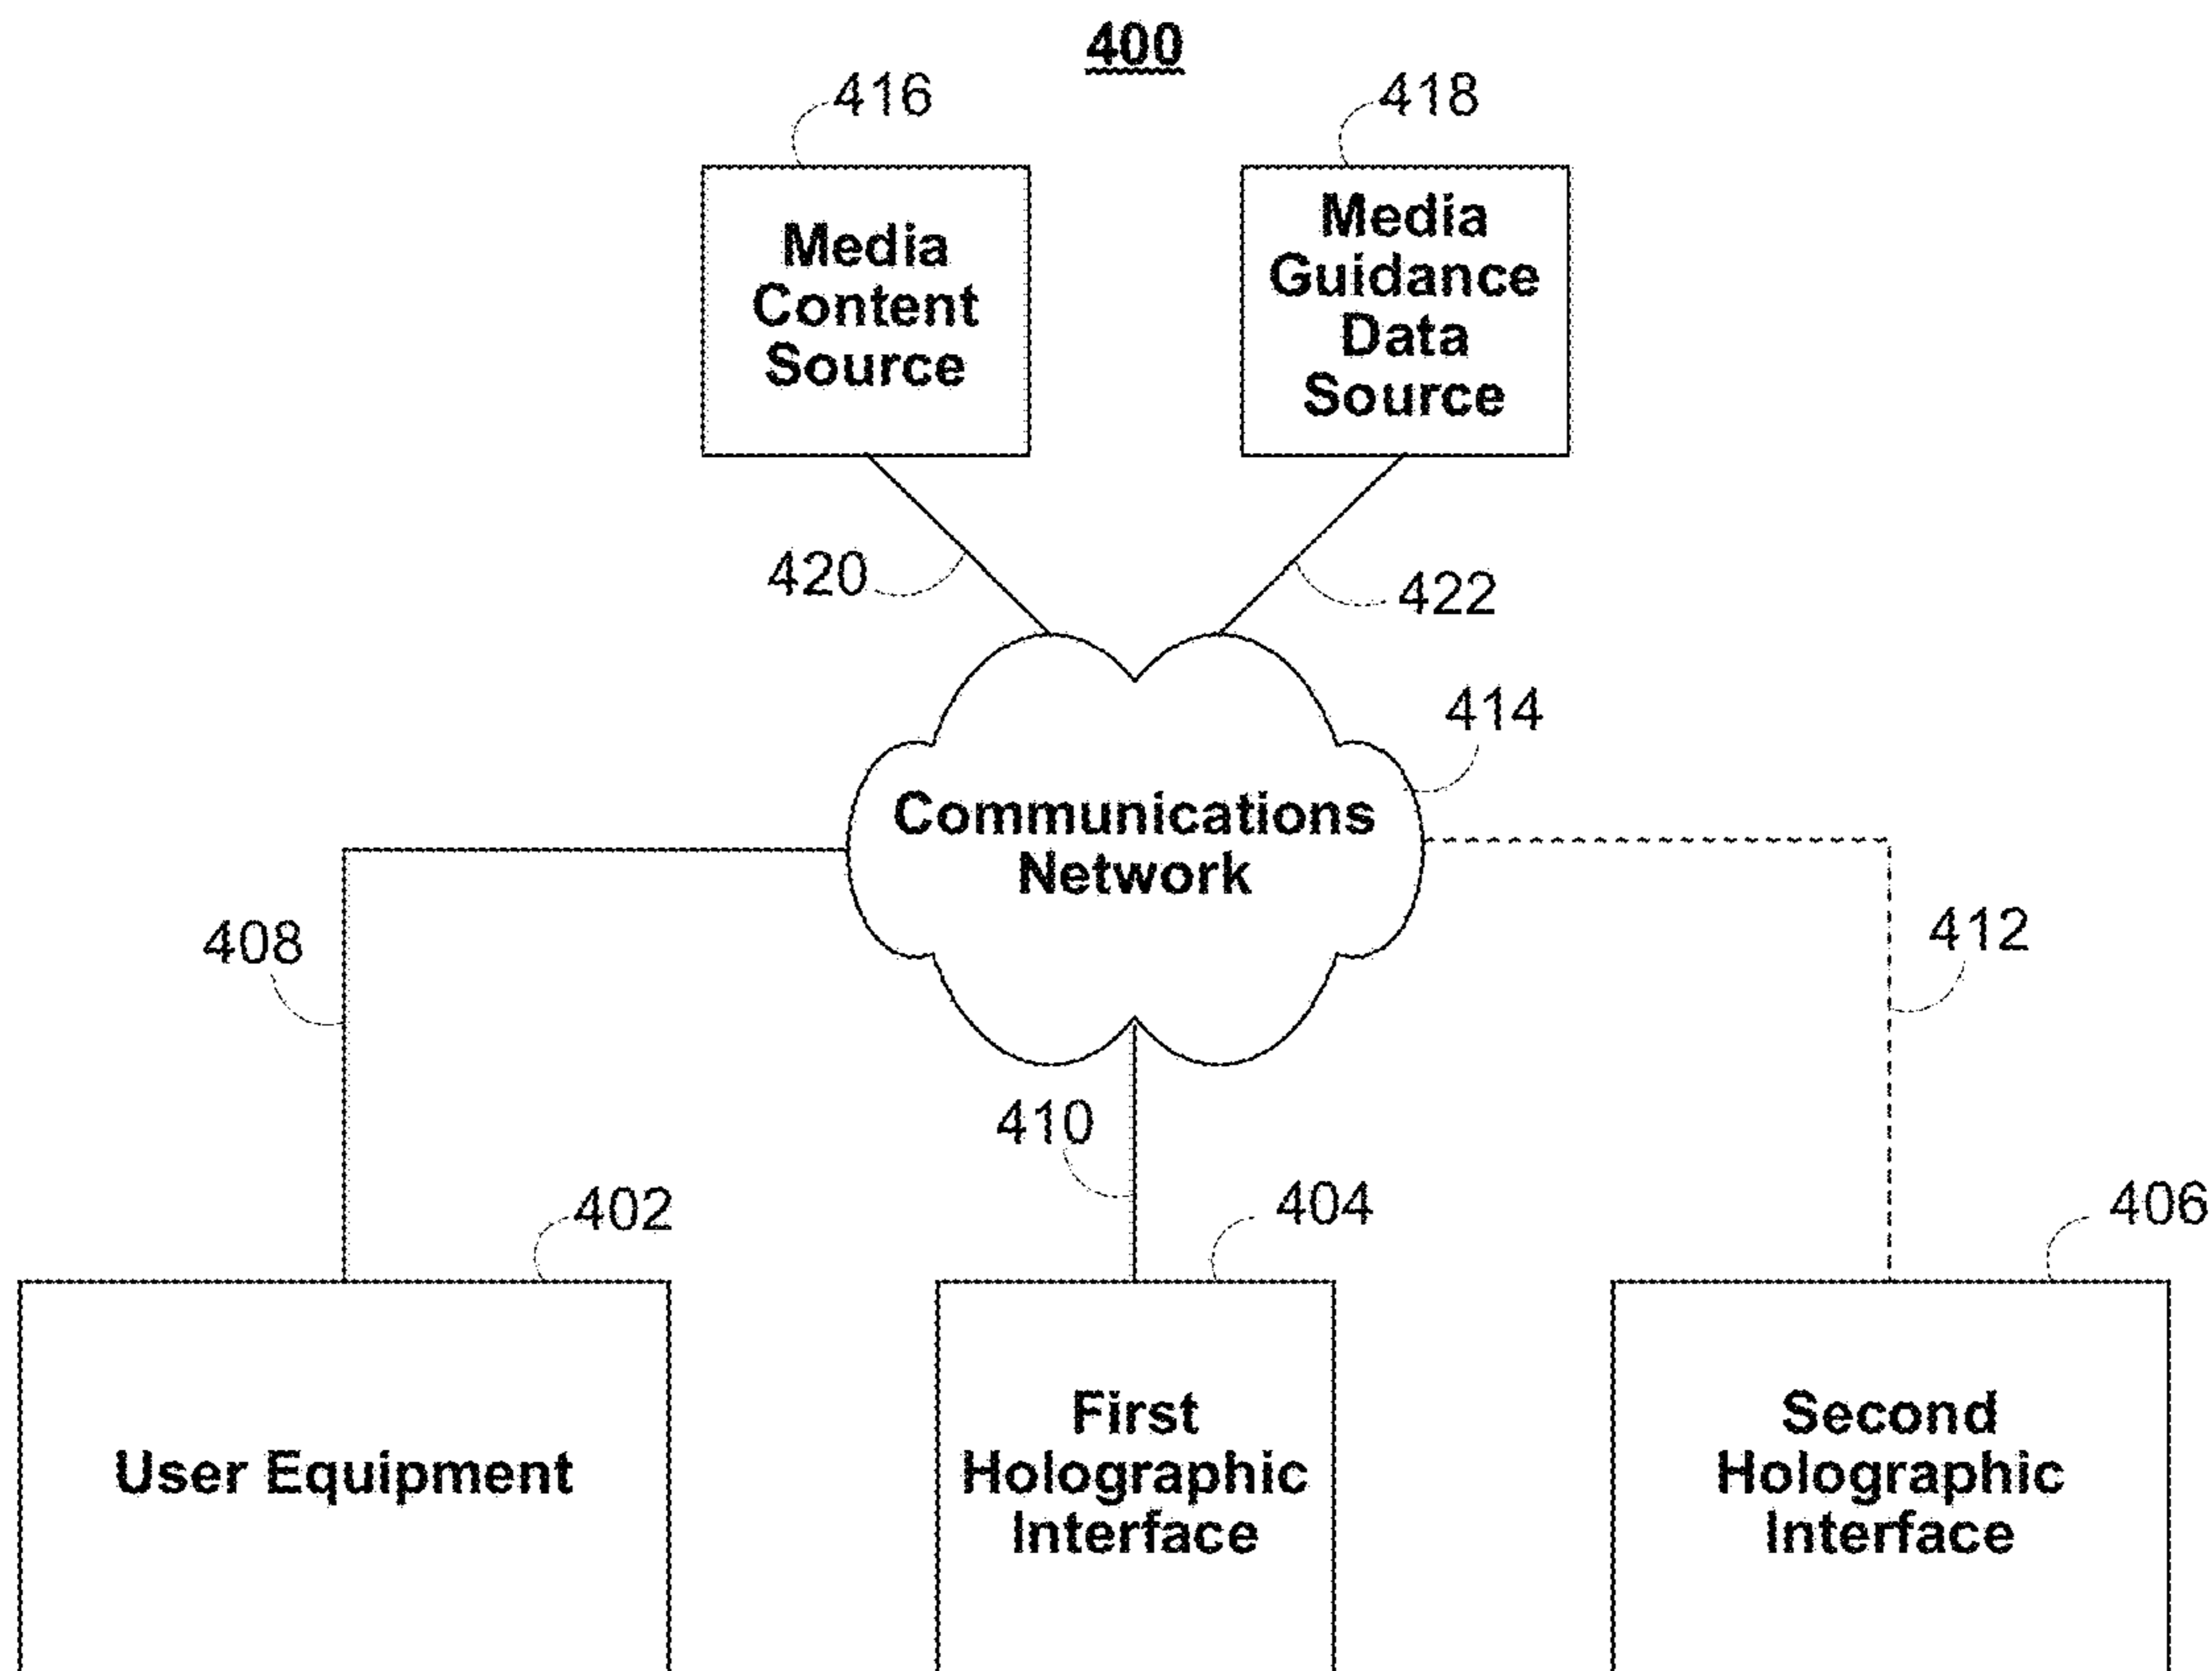 400
416
418
Media
Content
Source
Media
Guidance
Data
Source
420
422
414
Communications
Network
408
412
410
402
404
406
User Equipment
First
Holographic
Interface
Second
Holographic
Interface